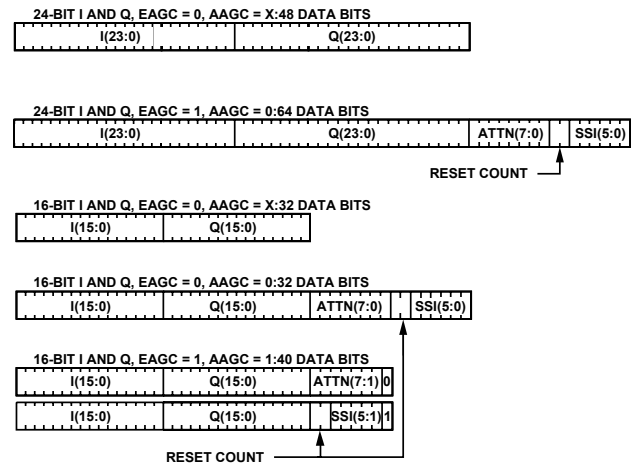 24-BIT I AND Q, EAGC = 0, AAGC = X:48 DATA BITS
I(23:0) Q(23:0)
24-BIT I AND Q, EAGC = 1, AAGC = 0:64 DATA BITS
I(23:0) Q(23:0) ATTN(7:0) SSI(5:0)
RESET COUNT
16-BIT I AND Q, EAGC = 0, AAGC = X:32 DATA BITS
I(15:0) Q(15:0)
16-BIT I AND Q, EAGC = 0, AAGC = 0:32 DATA BITS
I(15:0) Q(15:0) ATTN(7:0) SSI(5:0)
16-BIT I AND Q, EAGC = 1, AAGC = 1:40 DATA BITS
I(15:0) Q(15:0) ATTN(7:1) 0
I(15:0) Q(15:0) SSI(5:1) 1
RESET COUNT